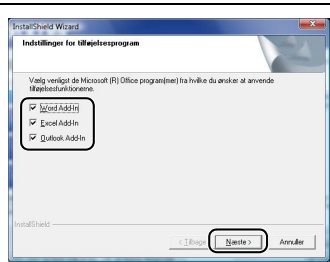 InstallShield Wizard
Indstillinger for tilføjelsesprogram
Vælg venligst de Microsoft (R) Office program(mer) fra hvilke du ønsker at anvende
tilføjelsesfunktionerne.
Word Add-In
Excel Add-In
Outlook Add-In
InstallShield
< Tilbage Næste > Annuller